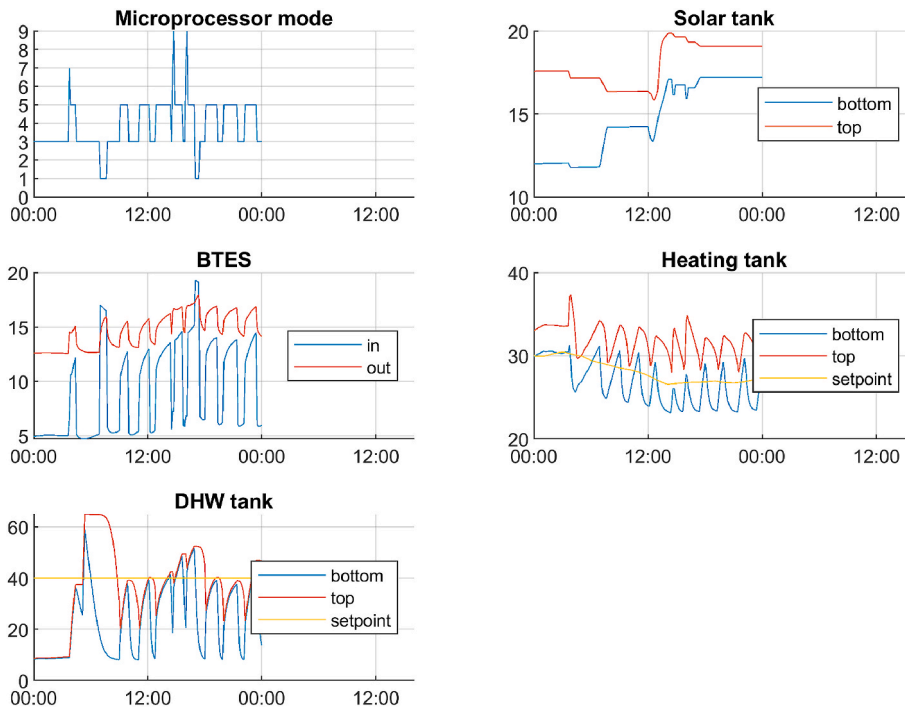 Microprocessor mode
9
8
7
6
5
4
3
2
1
0
00:00 12:00 00:00 12:00
Solar tank
20
15
10
bottom
top
00:00 12:00 00:00 12:00
BTES
20
15
10
5
in
out
00:00 12:00 00:00 12:00
Heating tank
40
30
20
bottom
top
setpoint
00:00 12:00 00:00 12:00
DHW tank
60
40
20
0
bottom
top
setpoint
00:00 12:00 00:00 12:00